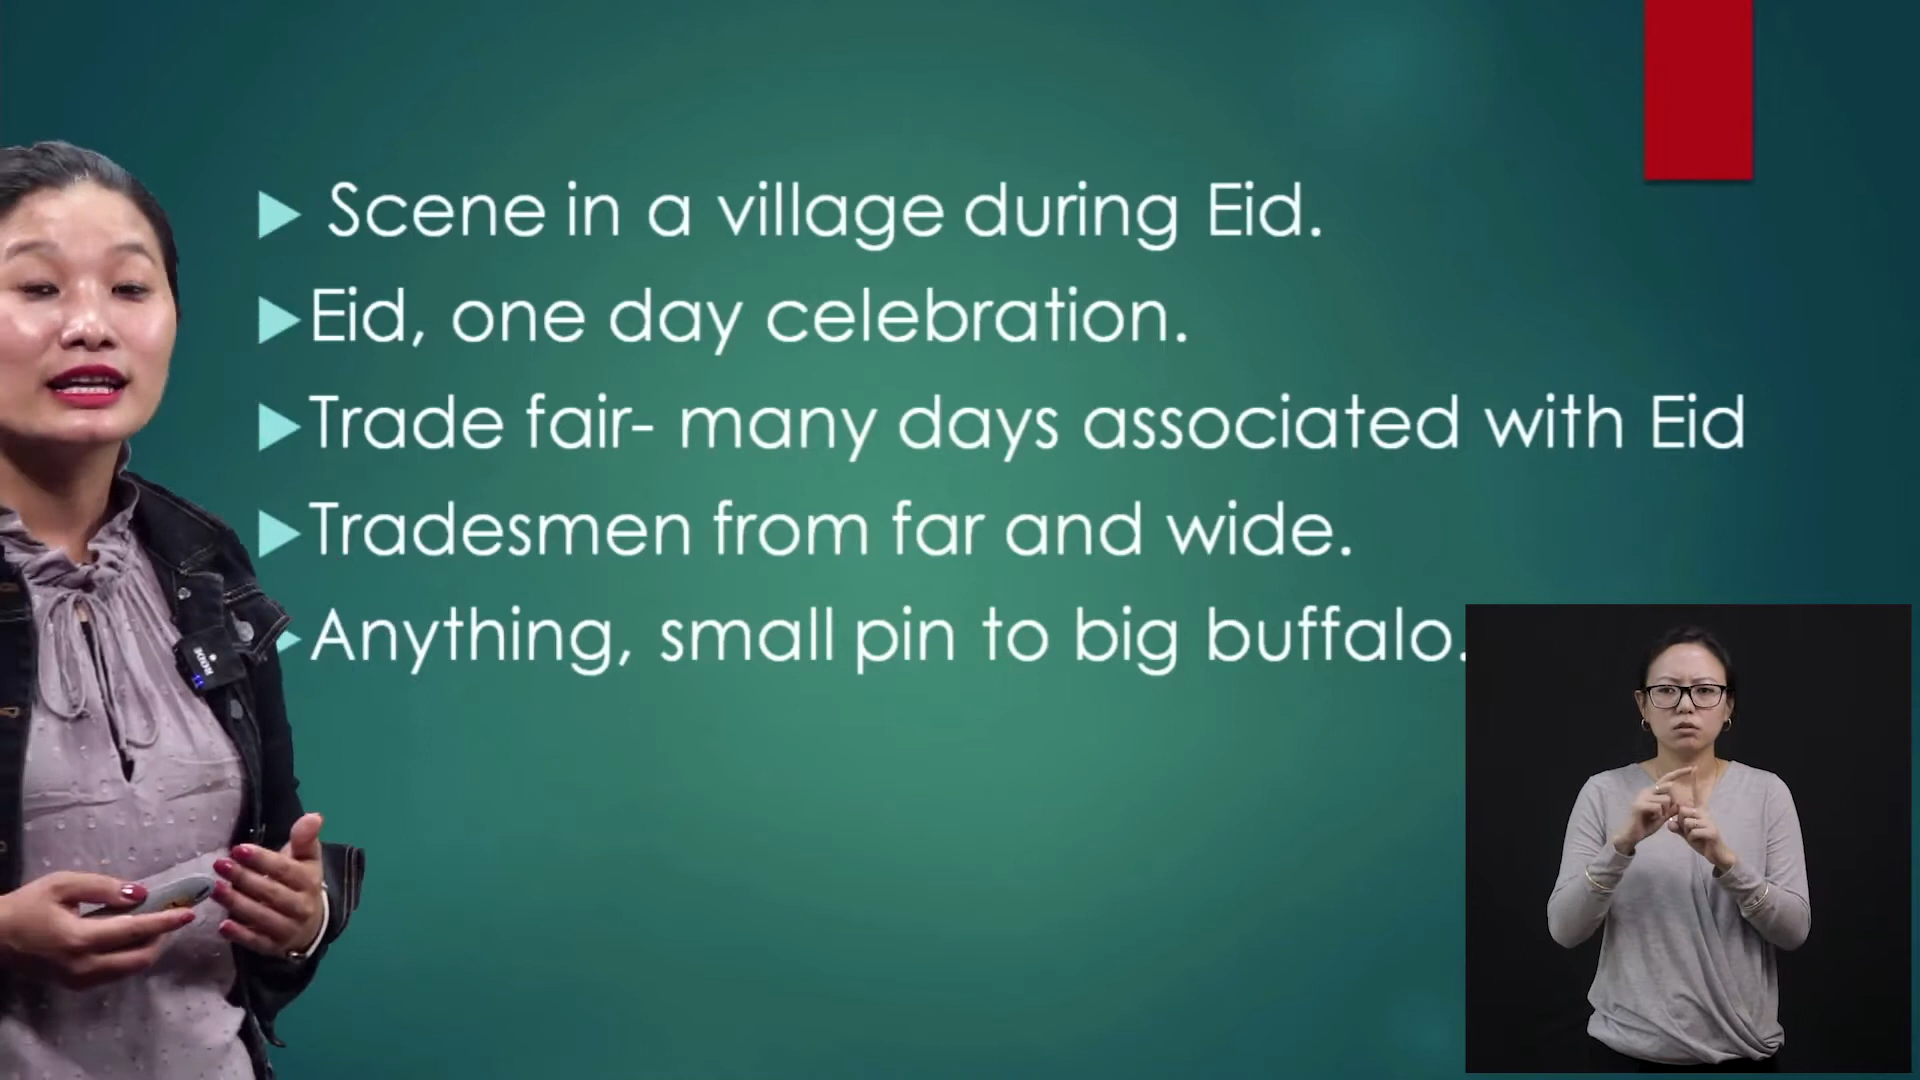 Scene in a village during Eid.
Eid, one day celebration.
Trade fair- many days associated with Eid
Tradesmen from far and wide.
Anything, small pin to big buffalo.
RODE